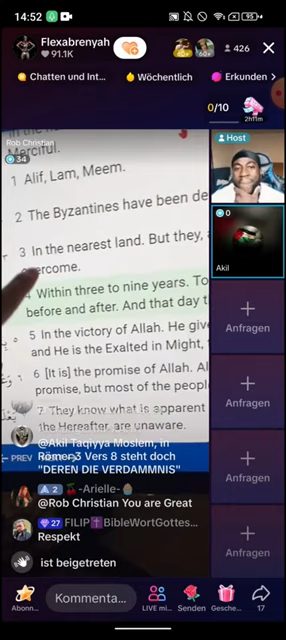 14:52
95
Flexabrenyah
91.1K
60+
60+
426
Chatten und Int...
Wöchentlich
Erkunden >
0/10
2h11m
Merciful.
Rob Christian
34
1 Alif, Lam, Meem.
2 The Byzantines have been de
3 In the nearest land. But they, a
4 Within three to nine years. To
before and after. And that day t
5 In the victory of Allah. He give
and He is the Exalted in Might, t
6 [It is] the promise of Allah. Al
promise, but most of the peopl
7 They know what is apparent
the Hereafter, are unaware.
PREV
Host
0
Akil
Anfragen
Anfragen
Anfragen
Anfragen
Anfragen
@Akil Taqiyya Moslem, in
Römer 3 Vers 8 steht doch
"DEREN DIE VERDAMMNIS"
2 -Arielle-
@Rob Christian You are Great
27 FILIP BibleWortGottes...
Respekt
ist beigetreten
Abonn...
Kommenta...
LIVE mi...
Senden
Gesche...
17